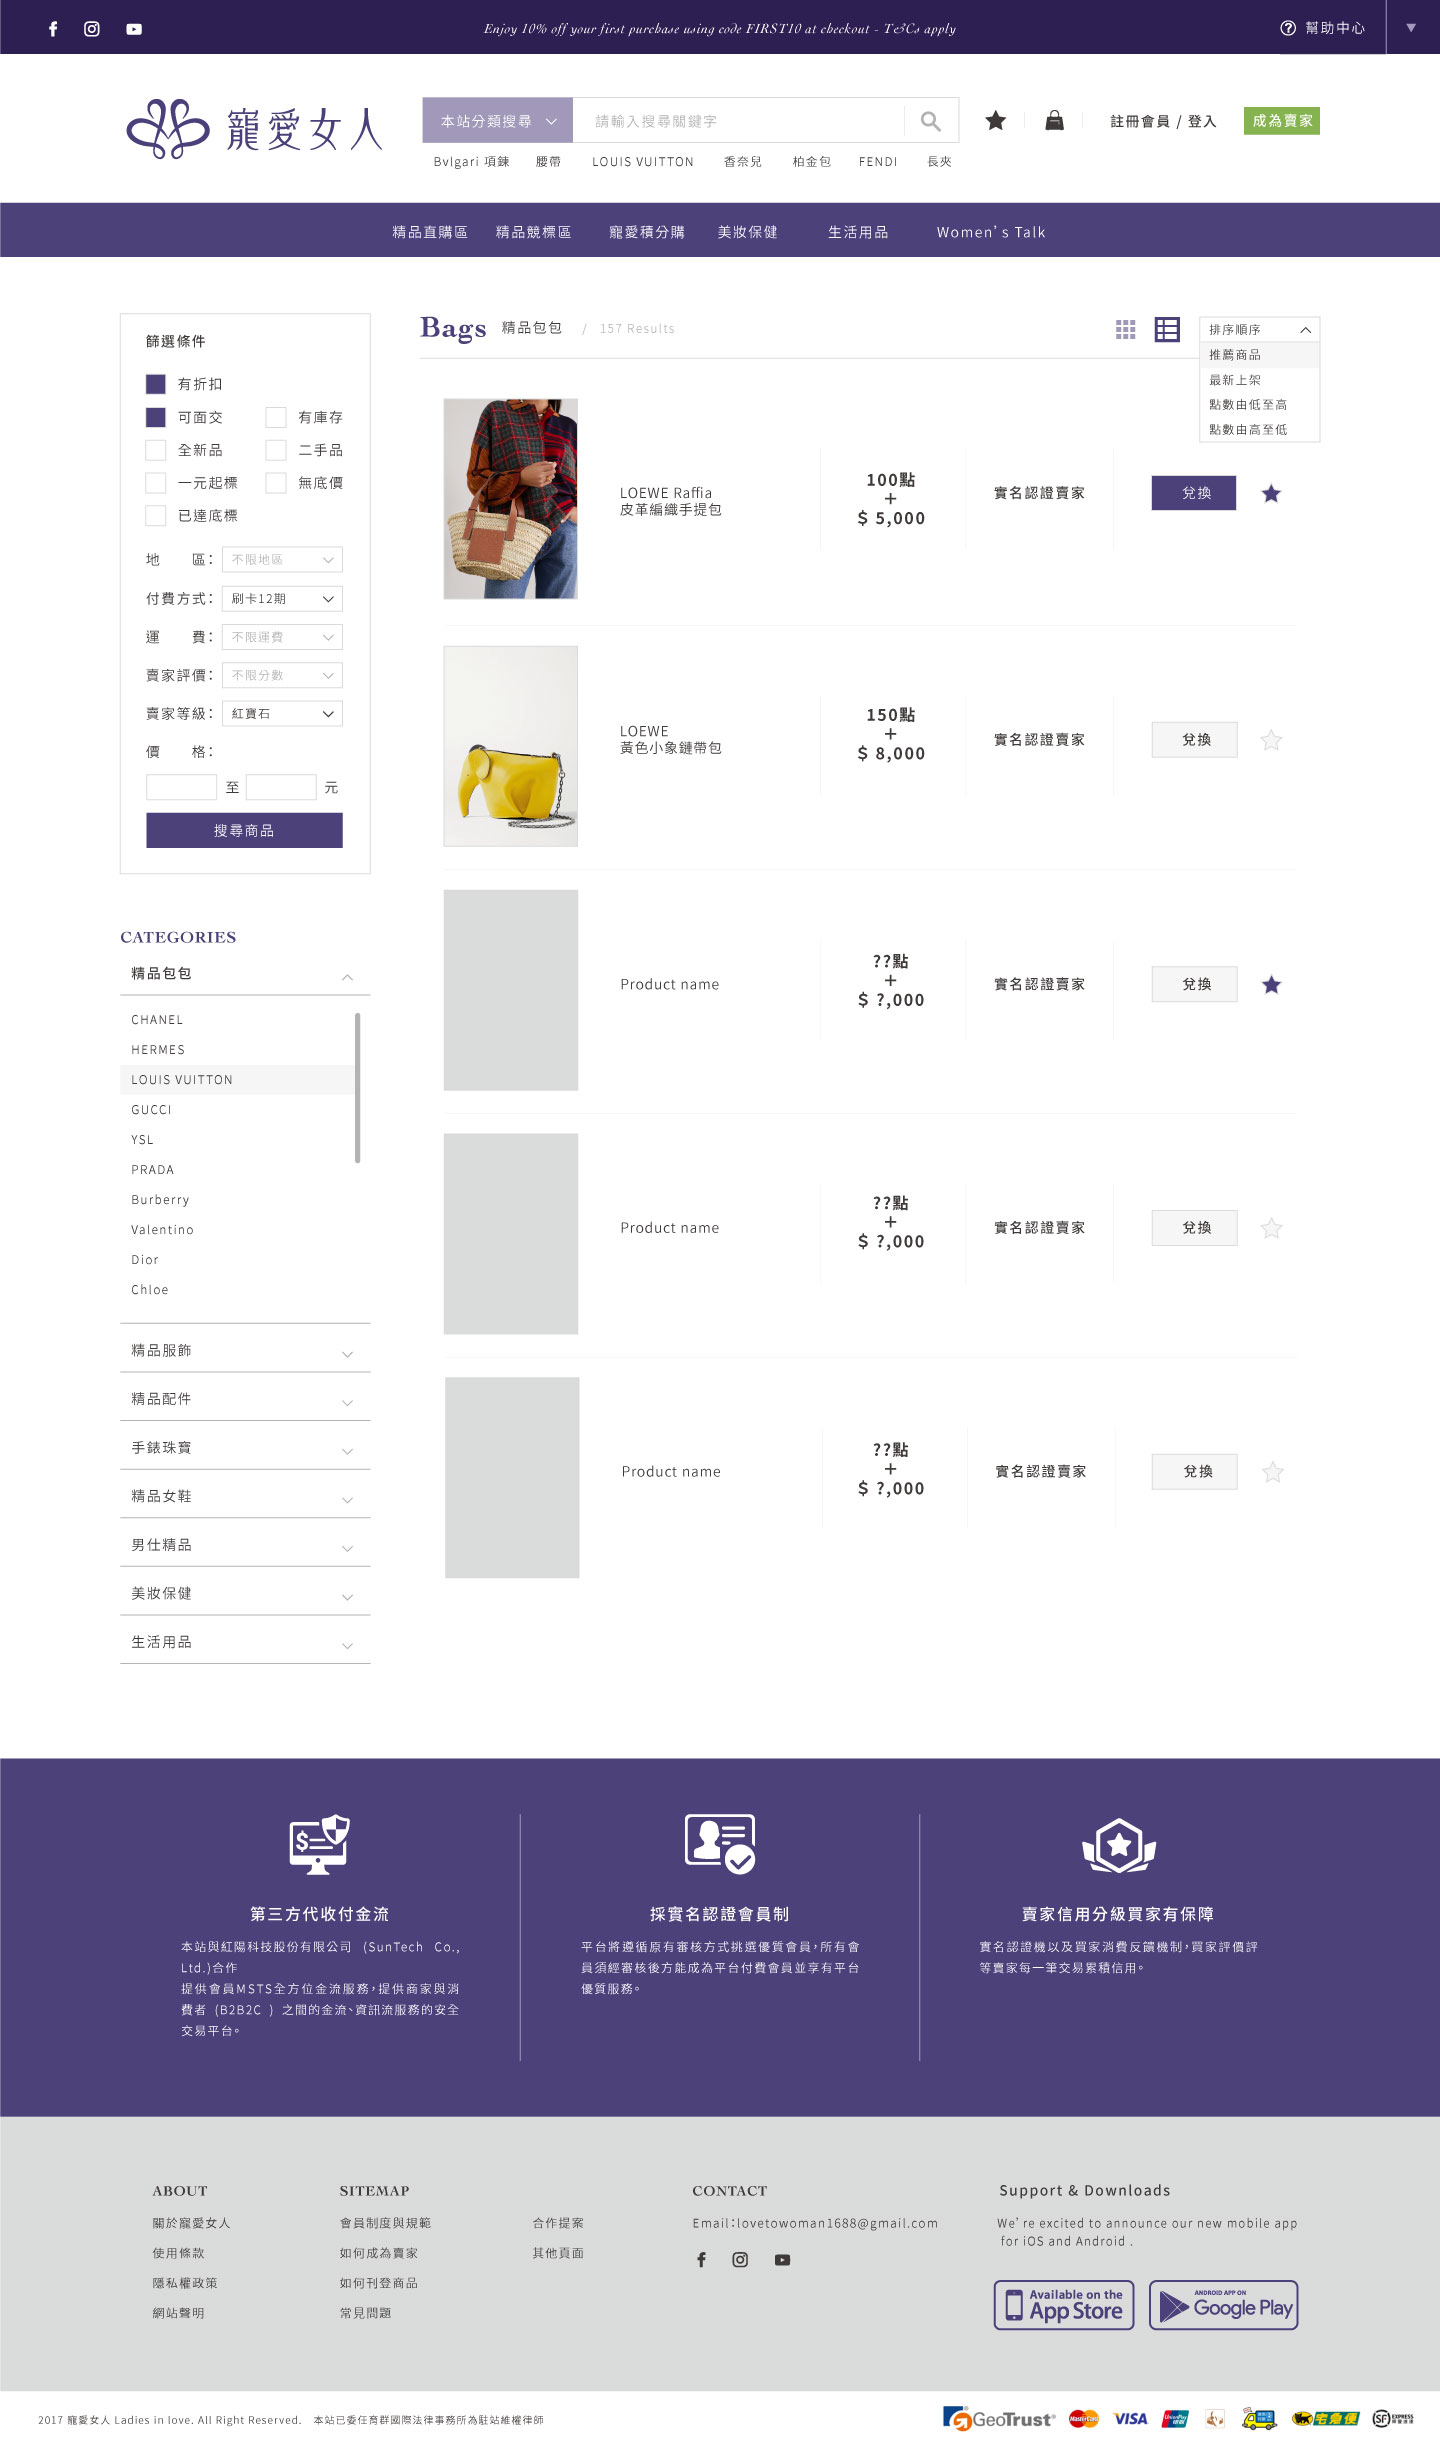 Enjoy 10% off your first purchase using code FIRST10 at checkout - T&Cs apply
幫助中心
寵愛女人
本站分類搜尋
請輸入搜尋關鍵字
註冊會員 / 登入
成為賣家
Bvlgari 項鍊 腰帶 LOUIS VUITTON 香奈兒 柏金包 FENDI 長夾
精品直購區 精品競標區 寵愛積分購 美妝保健 生活用品 Women's Talk
篩選條件
有折扣
可面交 有庫存
全新品 二手品
一元起標 無底價
已達底標
地 區： 不限地區
付費方式： 刷卡12期
運 費： 不限運費
賣家評價： 不限分數
賣家等級： 紅寶石
價 格：
至 元
搜尋商品
CATEGORIES
精品包包
CHANEL
HERMES
LOUIS VUITTON
GUCCI
YSL
PRADA
Burberry
Valentino
Dior
Chloe
精品服飾
精品配件
手錶珠寶
精品女鞋
男仕精品
美妝保健
生活用品
Bags 精品包包 / 157 Results
排序順序
推薦商品
最新上架
點數由低至高
點數由高至低
LOEWE Raffia
皮革編織手提包
100點
+
$ 5,000
實名認證賣家
兌換
LOEWE
黃色小象鏈帶包
150點
+
$ 8,000
實名認證賣家
兌換
Product name
??點
+
$ ?,000
實名認證賣家
兌換
Product name
??點
+
$ ?,000
實名認證賣家
兌換
Product name
??點
+
$ ?,000
實名認證賣家
兌換
第三方代收付金流
本站與紅陽科技股份有限公司 (SunTech Co.,
Ltd.)合作
提供會員MSTS全方位金流服務，提供商家與消
費者 (B2B2C ) 之間的金流、資訊流服務的安全
交易平台。
採實名認證會員制
平台將遵循原有審核方式挑選優質會員，所有會
員須經審核後方能成為平台付費會員並享有平台
優質服務。
賣家信用分級買家有保障
實名認證機以及買家消費反饋機制，買家評價評
等賣家每一筆交易累積信用。
ABOUT
關於寵愛女人
使用條款
隱私權政策
網站聲明
SITEMAP
會員制度與規範
如何成為賣家
如何刊登商品
常見問題
合作提案
其他頁面
CONTACT
Email：lovetowoman1688@gmail.com
Support & Downloads
We're excited to announce our new mobile app
for iOS and Android .
Available on the
App Store
ANDROID APP ON
Google Play
2017 寵愛女人 Ladies in love. All Right Reserved. 本站已委任育群國際法律事務所為駐站維權律師
GeoTrust
MasterCard
VISA
UnionPay
宅急便
SF EXPRESS